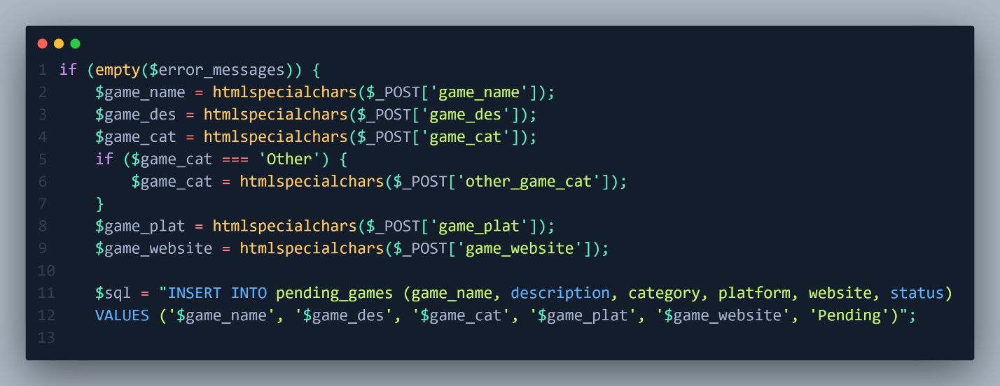 1 if (empty($error_messages)) {
2     $game_name = htmlspecialchars($_POST['game_name']);
3     $game_des = htmlspecialchars($_POST['game_des']);
4     $game_cat = htmlspecialchars($_POST['game_cat']);
5     if ($game_cat === 'Other') {
6         $game_cat = htmlspecialchars($_POST['other_game_cat']);
7     }
8     $game_plat = htmlspecialchars($_POST['game_plat']);
9     $game_website = htmlspecialchars($_POST['game_website']);
10
11     $sql = "INSERT INTO pending_games (game_name, description, category, platform, website, status)
12     VALUES ('$game_name', '$game_des', '$game_cat', '$game_plat', '$game_website', 'Pending')";
13